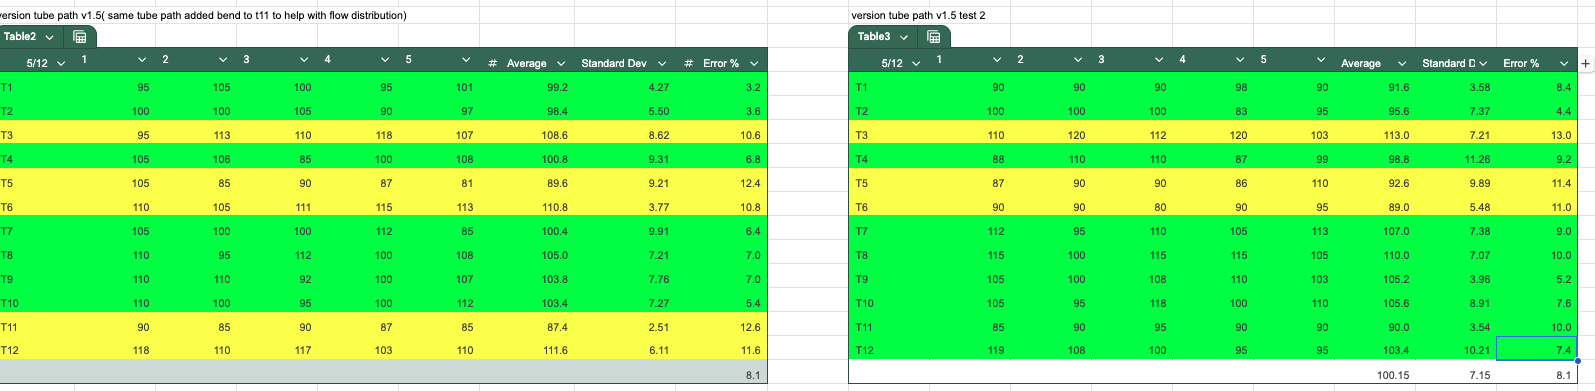 version tube path v1.5( same tube path added bend to t11 to help with flow distribution)
Table2
5/12 1 2 3 4 5 # Average Standard Dev # Error %
T1 95 105 100 95 101 99.2 4.27 3.2
T2 100 100 105 90 97 98.4 5.50 3.6
T3 95 113 110 118 107 108.6 8.62 10.6
T4 105 106 85 100 108 100.8 9.31 6.8
T5 105 85 90 87 81 89.6 9.21 12.4
T6 110 105 111 115 113 110.8 3.77 10.8
T7 105 100 100 112 85 100.4 9.91 6.4
T8 110 95 112 100 108 105.0 7.21 7.0
T9 110 110 92 100 107 103.8 7.76 7.0
T10 110 100 95 100 112 103.4 7.27 5.4
T11 90 85 90 87 85 87.4 2.51 12.6
T12 118 110 117 103 110 111.6 6.11 11.6
8.1
version tube path v1.5 test 2
Table3
5/12 1 2 3 4 5 Average Standard D Error % +
T1 90 90 90 98 90 91.6 3.58 8.4
T2 100 100 100 83 95 95.6 7.37 4.4
T3 110 120 112 120 103 113.0 7.21 13.0
T4 88 110 110 87 99 98.8 11.26 9.2
T5 87 90 90 86 110 92.6 9.89 11.4
T6 90 90 80 90 95 89.0 5.48 11.0
T7 112 95 110 105 113 107.0 7.38 9.0
T8 115 100 115 115 105 110.0 7.07 10.0
T9 105 100 108 110 103 105.2 3.96 5.2
T10 105 95 118 100 110 105.6 8.91 7.6
T11 85 90 95 90 90 90.0 3.54 10.0
T12 119 108 100 95 95 103.4 10.21 7.4
100.15 7.15 8.1